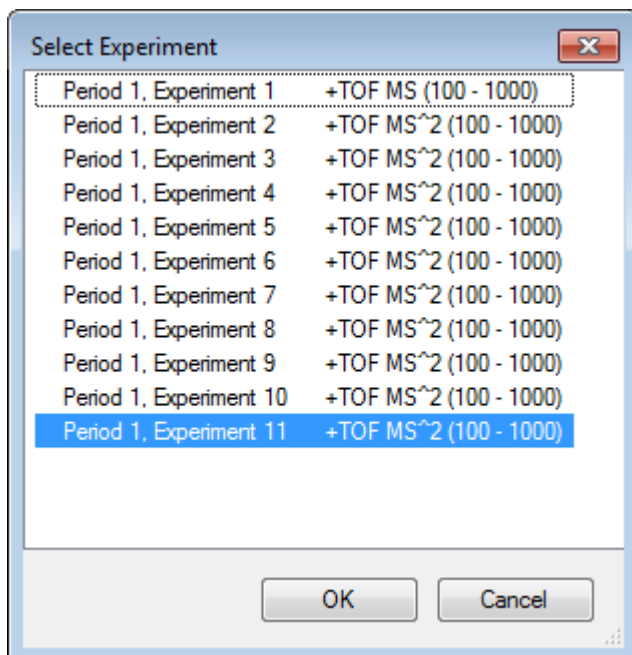 Select Experiment
Period 1, Experiment 1 +TOF MS (100 - 1000)
Period 1, Experiment 2 +TOF MS^2 (100 - 1000)
Period 1, Experiment 3 +TOF MS^2 (100 - 1000)
Period 1, Experiment 4 +TOF MS^2 (100 - 1000)
Period 1, Experiment 5 +TOF MS^2 (100 - 1000)
Period 1, Experiment 6 +TOF MS^2 (100 - 1000)
Period 1, Experiment 7 +TOF MS^2 (100 - 1000)
Period 1, Experiment 8 +TOF MS^2 (100 - 1000)
Period 1, Experiment 9 +TOF MS^2 (100 - 1000)
Period 1, Experiment 10 +TOF MS^2 (100 - 1000)
Period 1, Experiment 11 +TOF MS^2 (100 - 1000)
OK Cancel